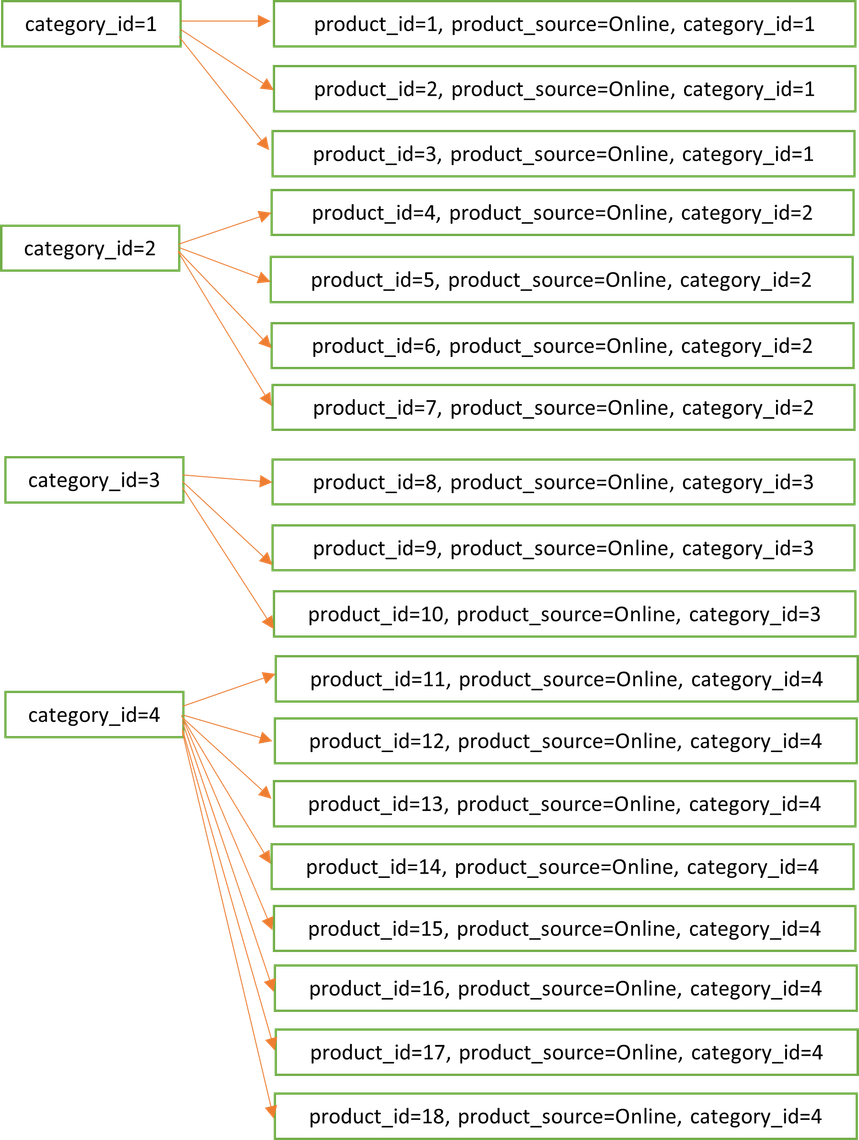 category_id=1
product_id=1, product_source=Online, category_id=1
product_id=2, product_source=Online, category_id=1
product_id=3, product_source=Online, category_id=1
category_id=2
product_id=4, product_source=Online, category_id=2
product_id=5, product_source=Online, category_id=2
product_id=6, product_source=Online, category_id=2
product_id=7, product_source=Online, category_id=2
category_id=3
product_id=8, product_source=Online, category_id=3
product_id=9, product_source=Online, category_id=3
product_id=10, product_source=Online, category_id=3
category_id=4
product_id=11, product_source=Online, category_id=4
product_id=12, product_source=Online, category_id=4
product_id=13, product_source=Online, category_id=4
product_id=14, product_source=Online, category_id=4
product_id=15, product_source=Online, category_id=4
product_id=16, product_source=Online, category_id=4
product_id=17, product_source=Online, category_id=4
product_id=18, product_source=Online, category_id=4